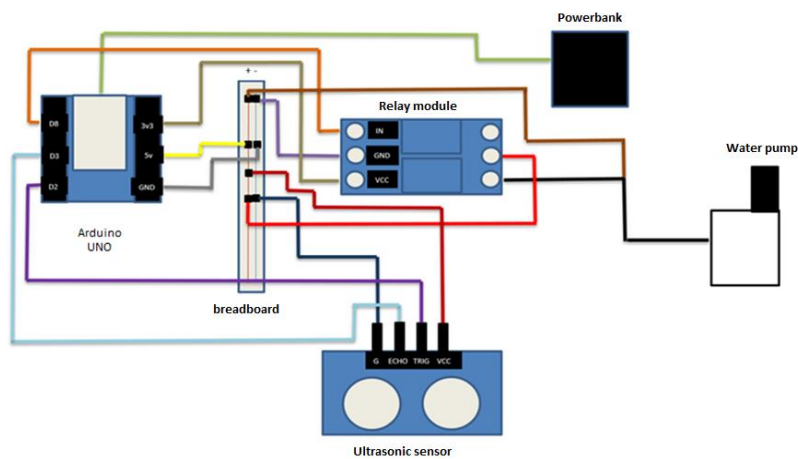 Powerbank
+ -
Relay module
D8
3v3
IN
D3
5v
GND
Water pump
VCC
D2
GND
Arduino
UNO
breadboard
G
ECHO
TRIG
VCC
Ultrasonic sensor